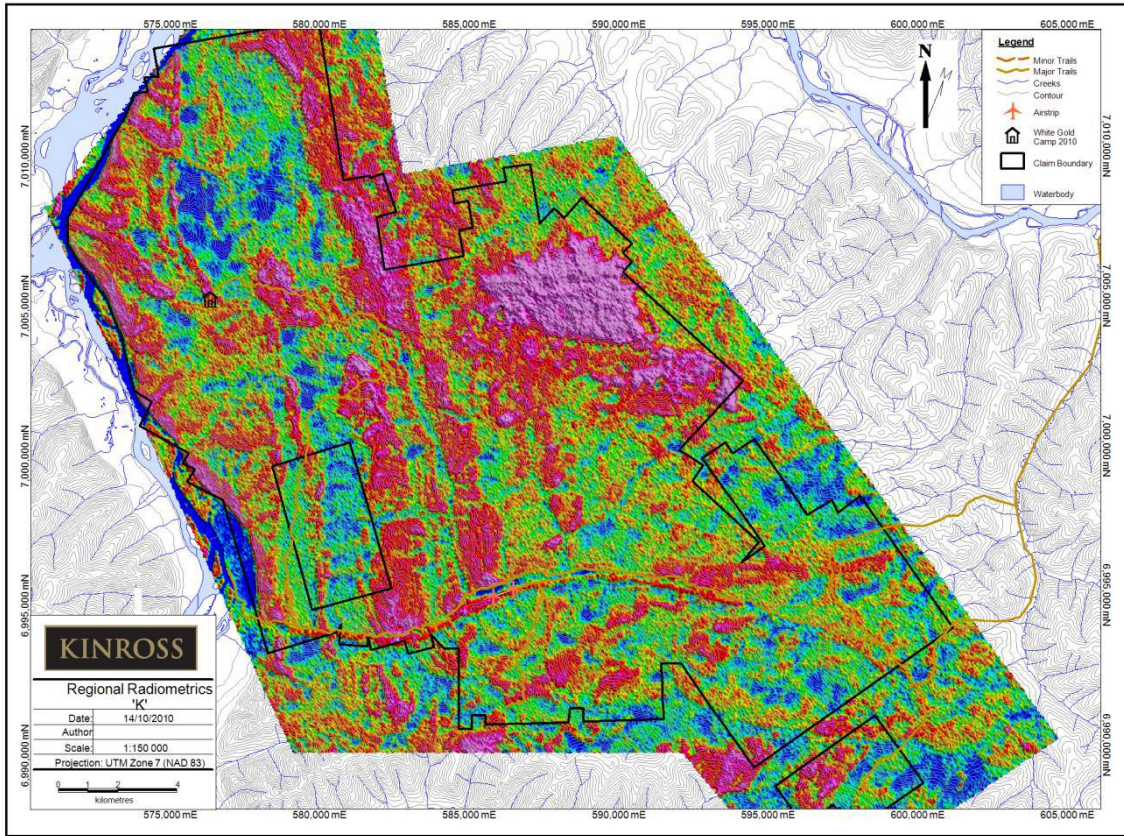 575,000 mE 580,000 mE 585,000 mE 590,000 mE 595,000 mE 600,000 mE 605,000 mE
N
Legend
Minor Trails
Major Trails
Creeks
Contour
Airstrip
White Gold
Camp 2010
Claim Boundary
Waterbody
7,010,000 mN
7,005,000 mN
7,000,000 mN
6,995,000 mN
6,990,000 mN
7,010,000 mN
7,005,000 mN
7,000,000 mN
6,995,000 mN
6,990,000 mN
KINROSS
Regional Radiometrics
'K'
Date: 14/10/2010
Author:
Scale: 1:150 000
Projection: UTM Zone 7 (NAD 83)
0 1 2 4
kilometres
575,000 mE 580,000 mE 585,000 mE 590,000 mE 595,000 mE 600,000 mE 605,000 mE